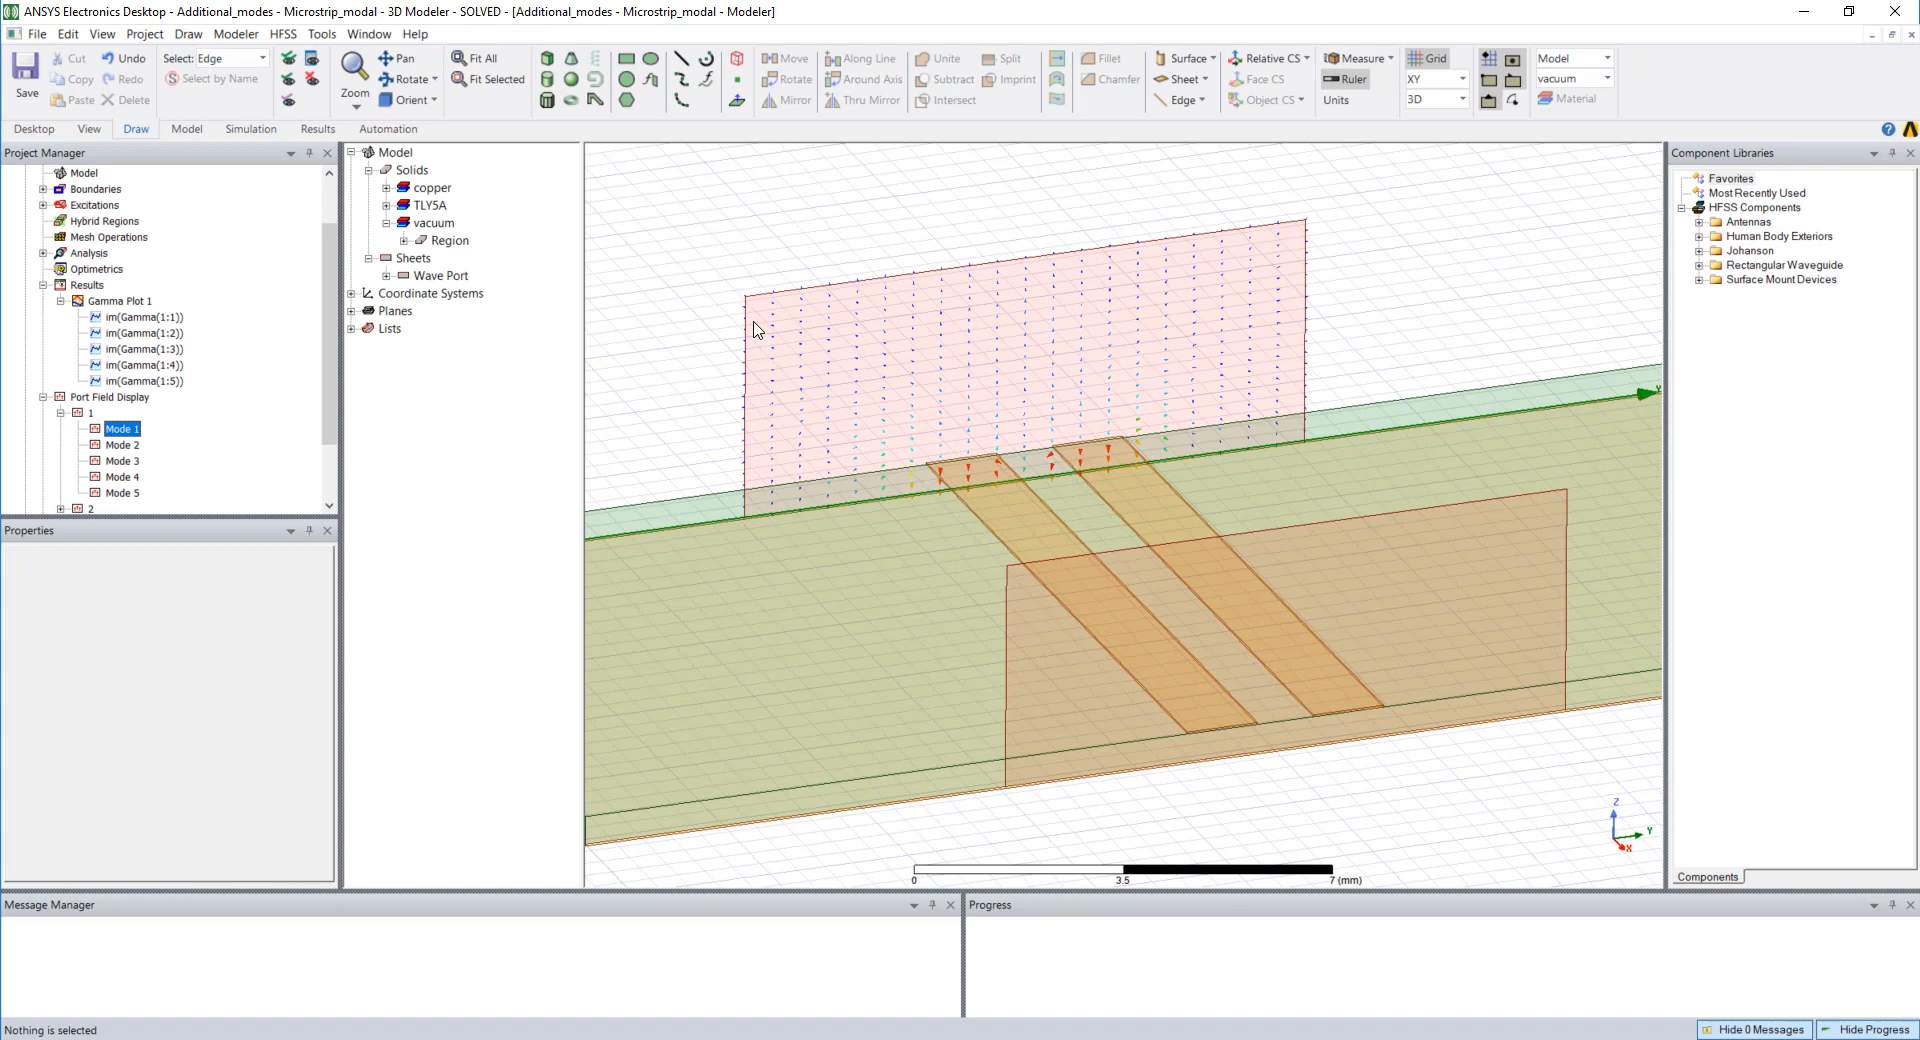 ANSYS Electronics Desktop - Additional_modes - Microstrip_modal - 3D Modeler - SOLVED - [Additional_modes - Microstrip_modal - Modeler]
File Edit View Project Draw Modeler HFSS Tools Window Help
Save
Cut Undo
Copy Redo
Paste Delete
Select: Edge
Select by Name
Zoom
Pan
Rotate
Orient
Fit All
Fit Selected
Move Along Line
Rotate Around Axis
Mirror Thru Mirror
Unite Split
Subtract Imprint
Intersect
Fillet
Chamfer
Surface
Sheet
Edge
Relative CS
Face CS
Object CS
Measure
Ruler
Units
Grid
XY
3D
Model
vacuum
Material
Desktop View Draw Model Simulation Results Automation
Project Manager
Model
Boundaries
Excitations
Hybrid Regions
Mesh Operations
Analysis
Optimetrics
Results
Gamma Plot 1
im(Gamma(1:1))
im(Gamma(1:2))
im(Gamma(1:3))
im(Gamma(1:4))
im(Gamma(1:5))
Port Field Display
1
Mode 1
Mode 2
Mode 3
Mode 4
Mode 5
2
Properties
Model
Solids
copper
TLY5A
vacuum
Region
Sheets
Wave Port
Coordinate Systems
Planes
Lists
Y
Z
Y
X
0 3.5 7 (mm)
Component Libraries
Favorites
Most Recently Used
HFSS Components
Antennas
Human Body Exteriors
Johanson
Rectangular Waveguide
Surface Mount Devices
Components
Message Manager
Progress
Nothing is selected
Hide 0 Messages
Hide Progress